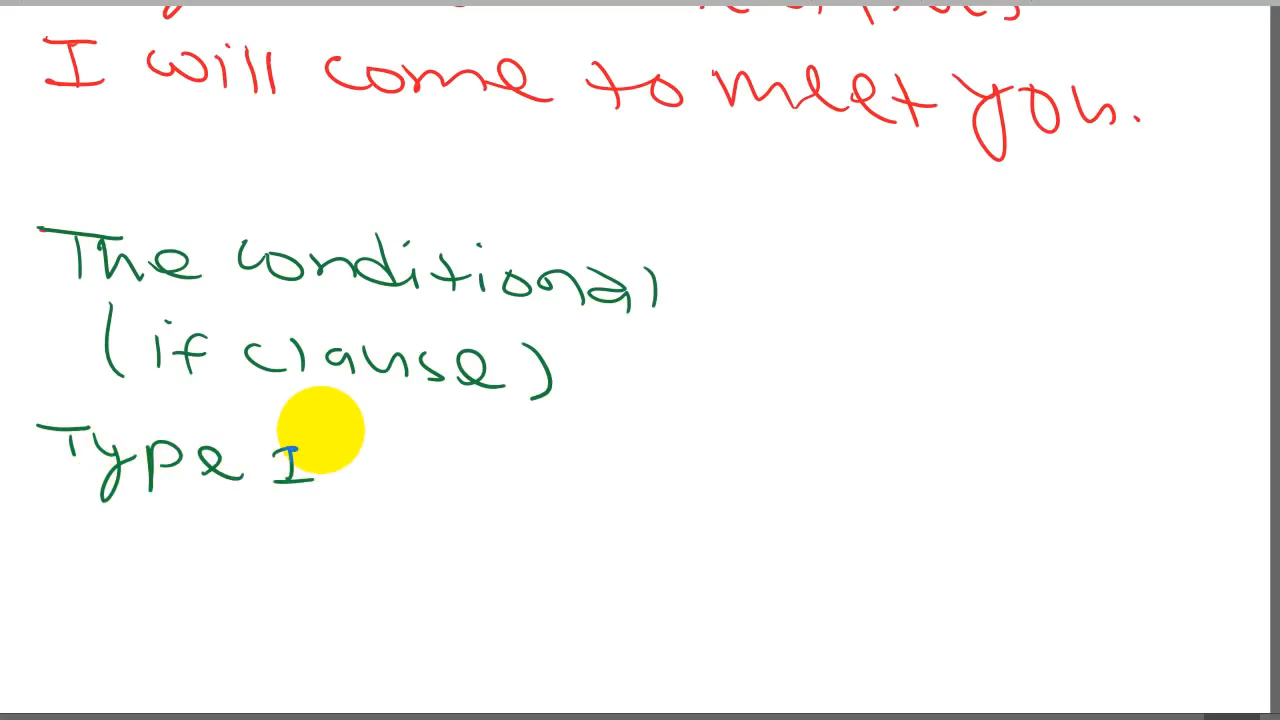 I will come to meet you.
The conditional
(if clause)
Type I